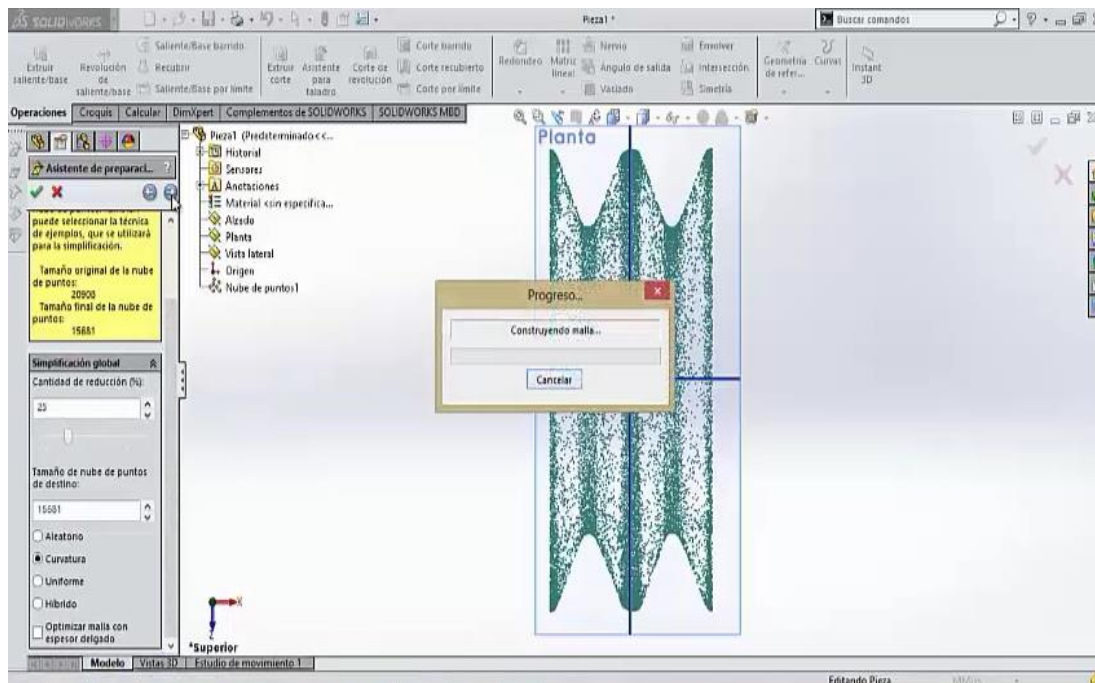 SOLIDWORKS
Pieza1 *
Buscar comandos
Extruir saliente/base
Revolución de saliente/base
Saliente/Base barrido
Recubrir
Saliente/Base por límite
Extruir corte
Asistente para taladro
Corte de revolución
Corte barrido
Corte recubierto
Corte por límite
Redondeo
Matriz lineal
Nervio
Ángulo de salida
Vaciado
Envolver
Intersección
Simetría
Geometría de refer...
Curvas
Instant 3D
Operaciones
Croquis
Calcular
DimXpert
Complementos de SOLIDWORKS
SOLIDWORKS MBD
Asistente de preparaci...
?
puede seleccionar la técnica
de ejemplos, que se utilizará
para la simplificación.
Tamaño original de la nube
de puntos:
20908
Tamaño final de la nube de
puntos:
15681
Simplificación global
Cantidad de reducción (%):
25
Tamaño de nube de puntos
de destino:
15681
Aleatorio
Curvatura
Uniforme
Híbrido
Optimizar malla con
espesor delgado
Pieza1 (Predeterminado<<...
Historial
Sensores
Anotaciones
Material <sin especifica...
Alzado
Planta
Vista lateral
Origen
Nube de puntos1
Planta
Progreso...
Construyendo malla...
Cancelar
X
Z
*Superior
Modelo
Vistas 3D
Estudio de movimiento 1
Editando Pieza